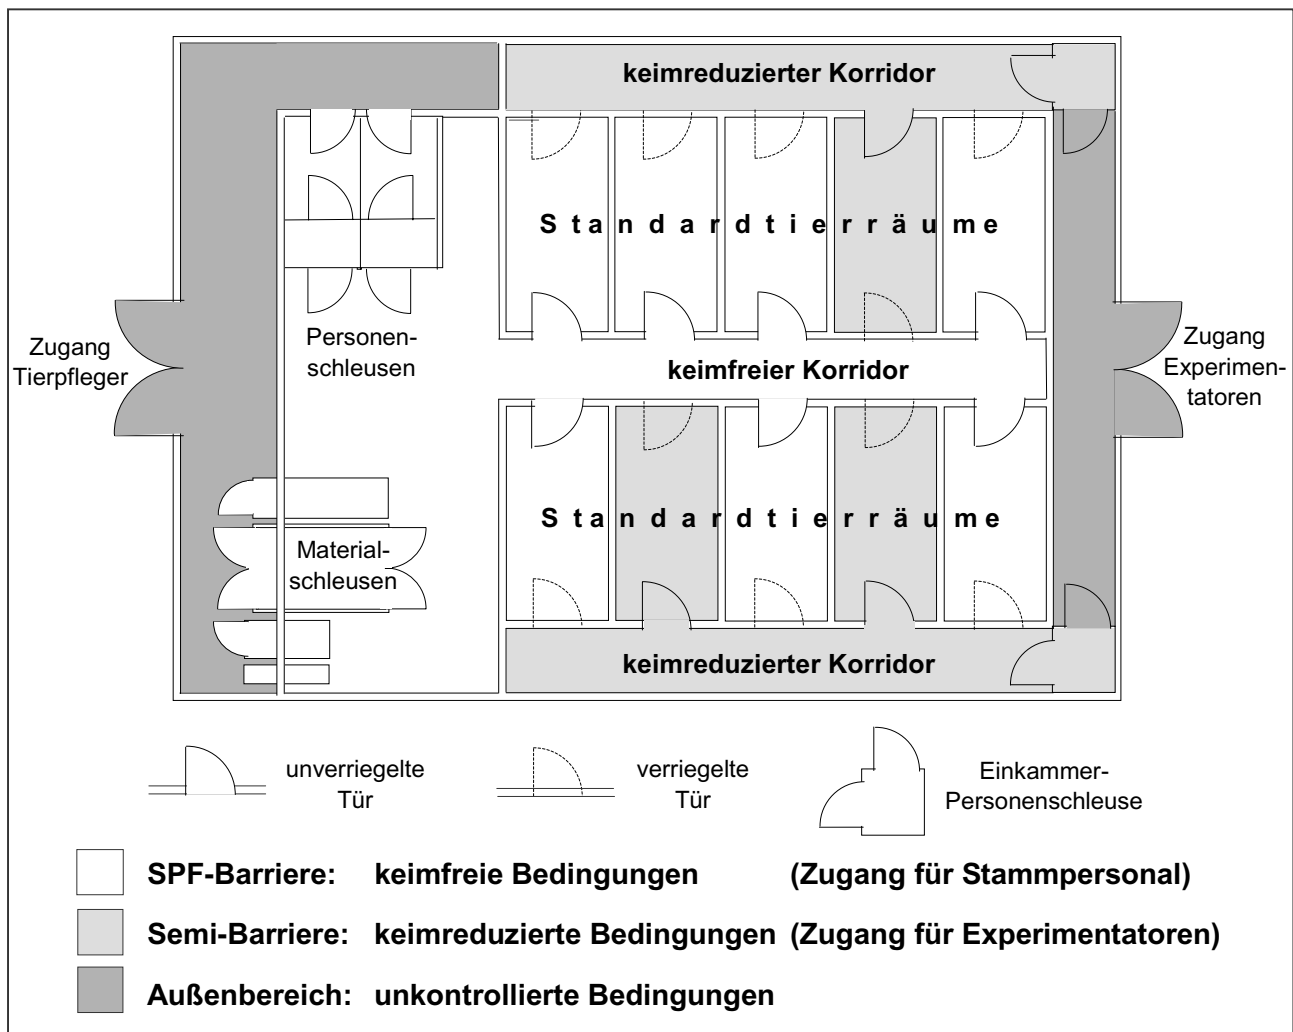 keimreduzierter Korridor
Standardtierräume
Zugang
Tierpfleger
Personen-
schleusen
keimfreier Korridor
Zugang
Experimen-
tatoren
Standardtierräume
Material-
schleusen
keimreduzierter Korridor
unverriegelte
Tür
verriegelte
Tür
Einkammer-
Personenschleuse
SPF-Barriere: keimfreie Bedingungen (Zugang für Stammpersonal)
Semi-Barriere: keimreduzierte Bedingungen (Zugang für Experimentatoren)
Außenbereich: unkontrollierte Bedingungen